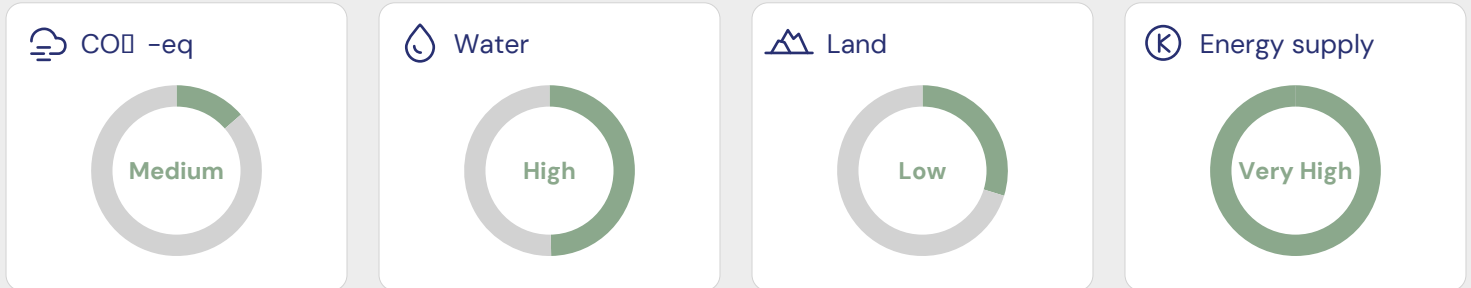 CO▯ -eq
Water
Land
Energy supply
Medium
High
Low
Very High